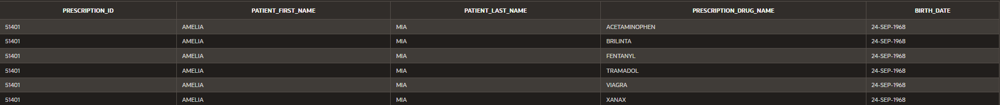 PRESCRIPTION_ID PATIENT_FIRST_NAME PATIENT_LAST_NAME PRESCRIPTION_DRUG_NAME BIRTH_DATE
51401 AMELIA MIA ACETAMINOPHEN 24-SEP-1968
51401 AMELIA MIA BRILINTA 24-SEP-1968
51401 AMELIA MIA FENTANYL 24-SEP-1968
51401 AMELIA MIA TRAMADOL 24-SEP-1968
51401 AMELIA MIA VIAGRA 24-SEP-1968
51401 AMELIA MIA XANAX 24-SEP-1968